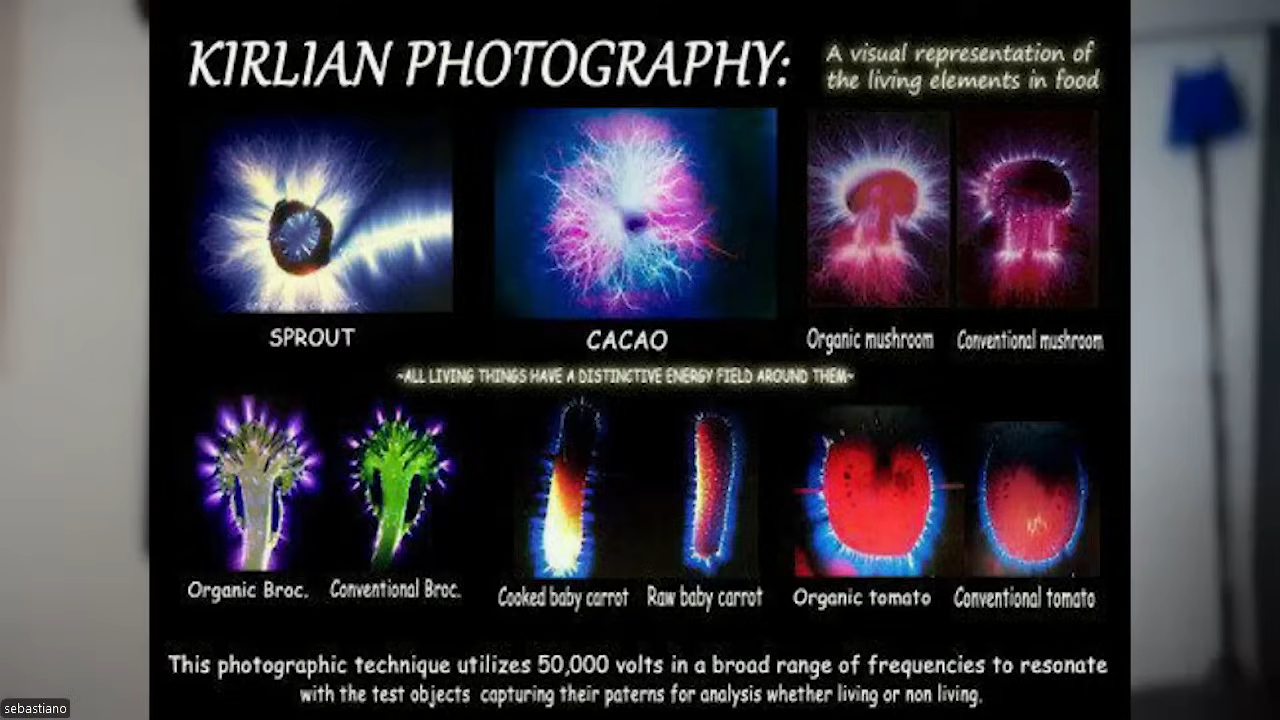 KIRLIAN PHOTOGRAPHY:
A visual representation of
the living elements in food
SPROUT
CACAO
Organic mushroom
Conventional mushroom
~ALL LIVING THINGS HAVE A DISTINCTIVE ENERGY FIELD AROUND THEM~
Organic Broc.
Conventional Broc.
Cooked baby carrot
Raw baby carrot
Organic tomato
Conventional tomato
This photographic technique utilizes 50,000 volts in a broad range of frequencies to resonate
with the test objects capturing their paterns for analysis whether living or non living.
sebastiano